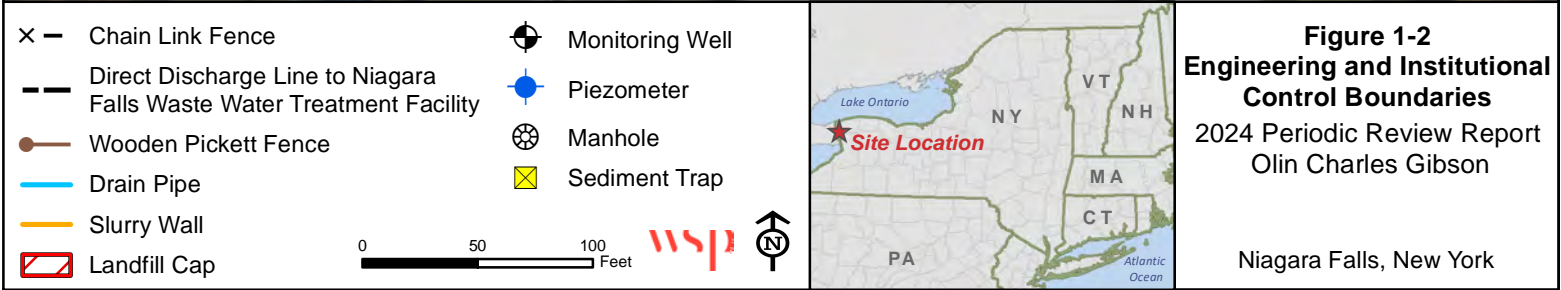 Chain Link Fence
Direct Discharge Line to Niagara
Falls Waste Water Treatment Facility
Wooden Pickett Fence
Drain Pipe
Slurry Wall
Landfill Cap
Monitoring Well
Piezometer
Manhole
Sediment Trap
0 50 100
Feet
wsp
N
Lake Ontario
Site Location
NY
VT
NH
MA
CT
PA
Atlantic
Ocean
Figure 1-2
Engineering and Institutional
Control Boundaries
2024 Periodic Review Report
Olin Charles Gibson
Niagara Falls, New York